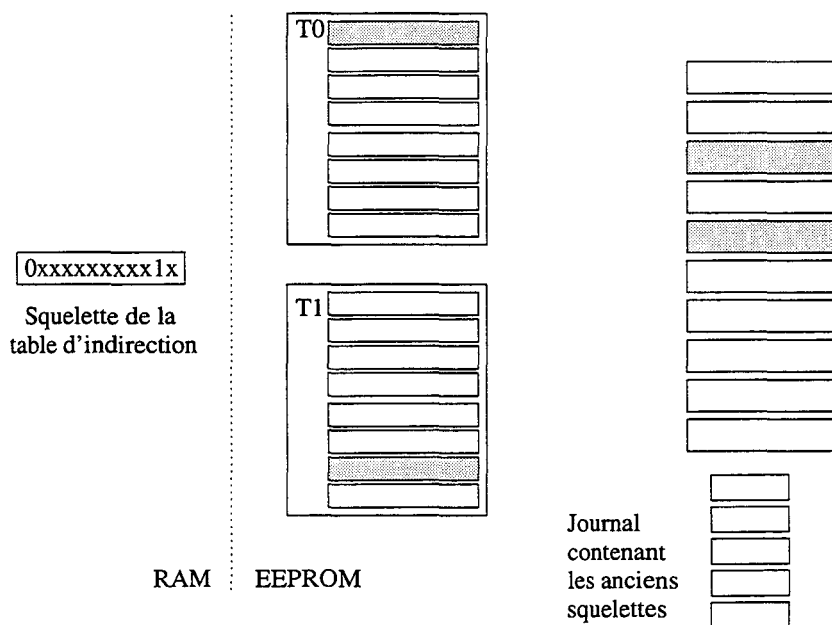 T0
0xxxxxxxxx1x
Squelette de la
table d'indirection
T1
Journal
contenant
les anciens
squelettes
RAM
EEPROM